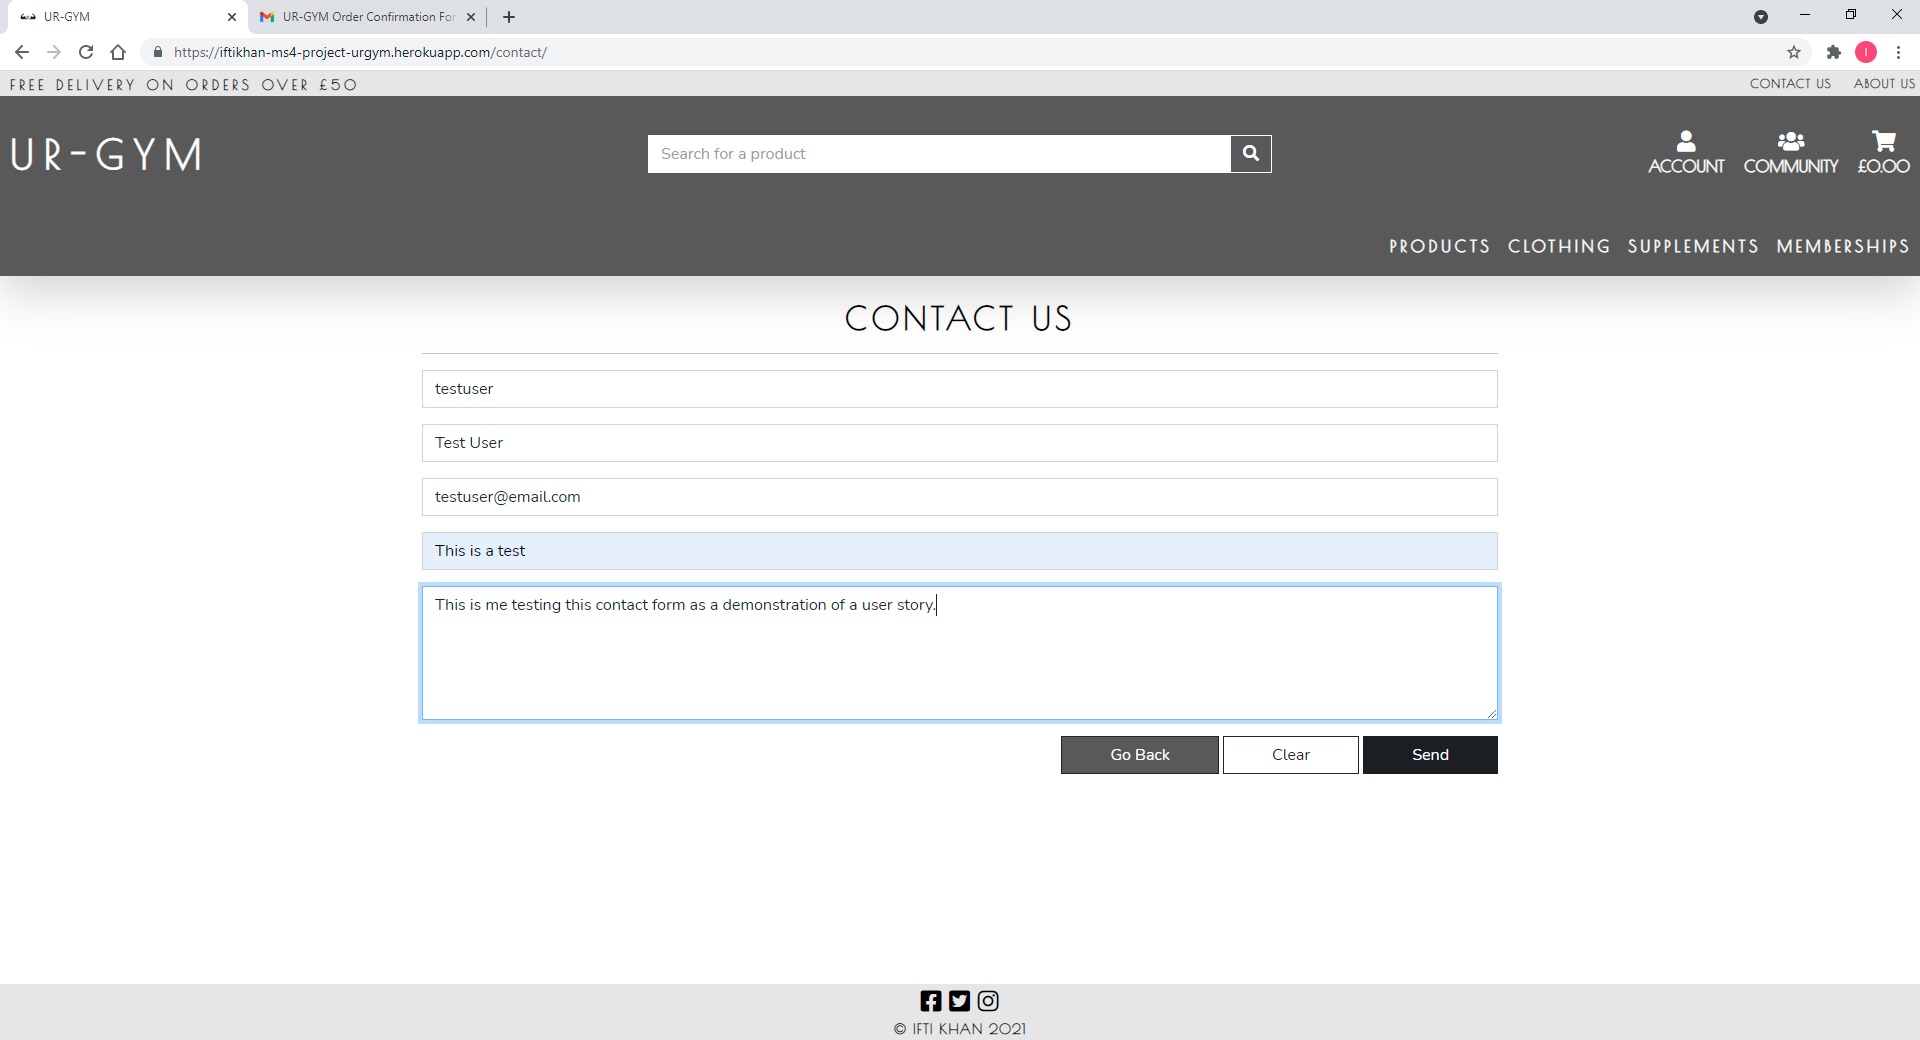 UR-GYM
UR-GYM Order Confirmation For
https://iftikhan-ms4-project-urgym.herokuapp.com/contact/
I
FREE DELIVERY ON ORDERS OVER £50
CONTACT US ABOUT US
UR-GYM
Search for a product
ACCOUNT COMMUNITY £0.00
PRODUCTS CLOTHING SUPPLEMENTS MEMBERSHIPS
CONTACT US
testuser
Test User
testuser@email.com
This is a test
This is me testing this contact form as a demonstration of a user story.
Go Back Clear Send
© IFTI KHAN 2021